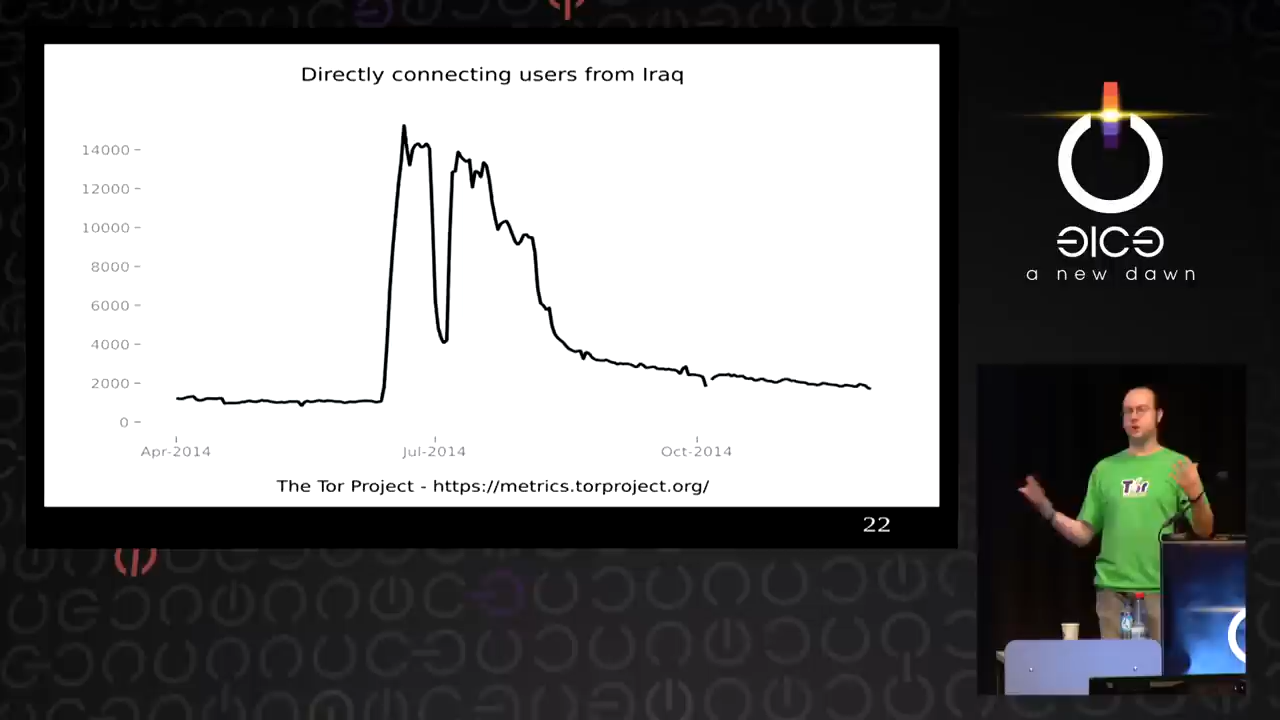 Directly connecting users from Iraq
14000
12000
10000
8000
6000
4000
2000
0
Apr-2014
Jul-2014
Oct-2014
The Tor Project - https://metrics.torproject.org/
22
a new dawn
Tor